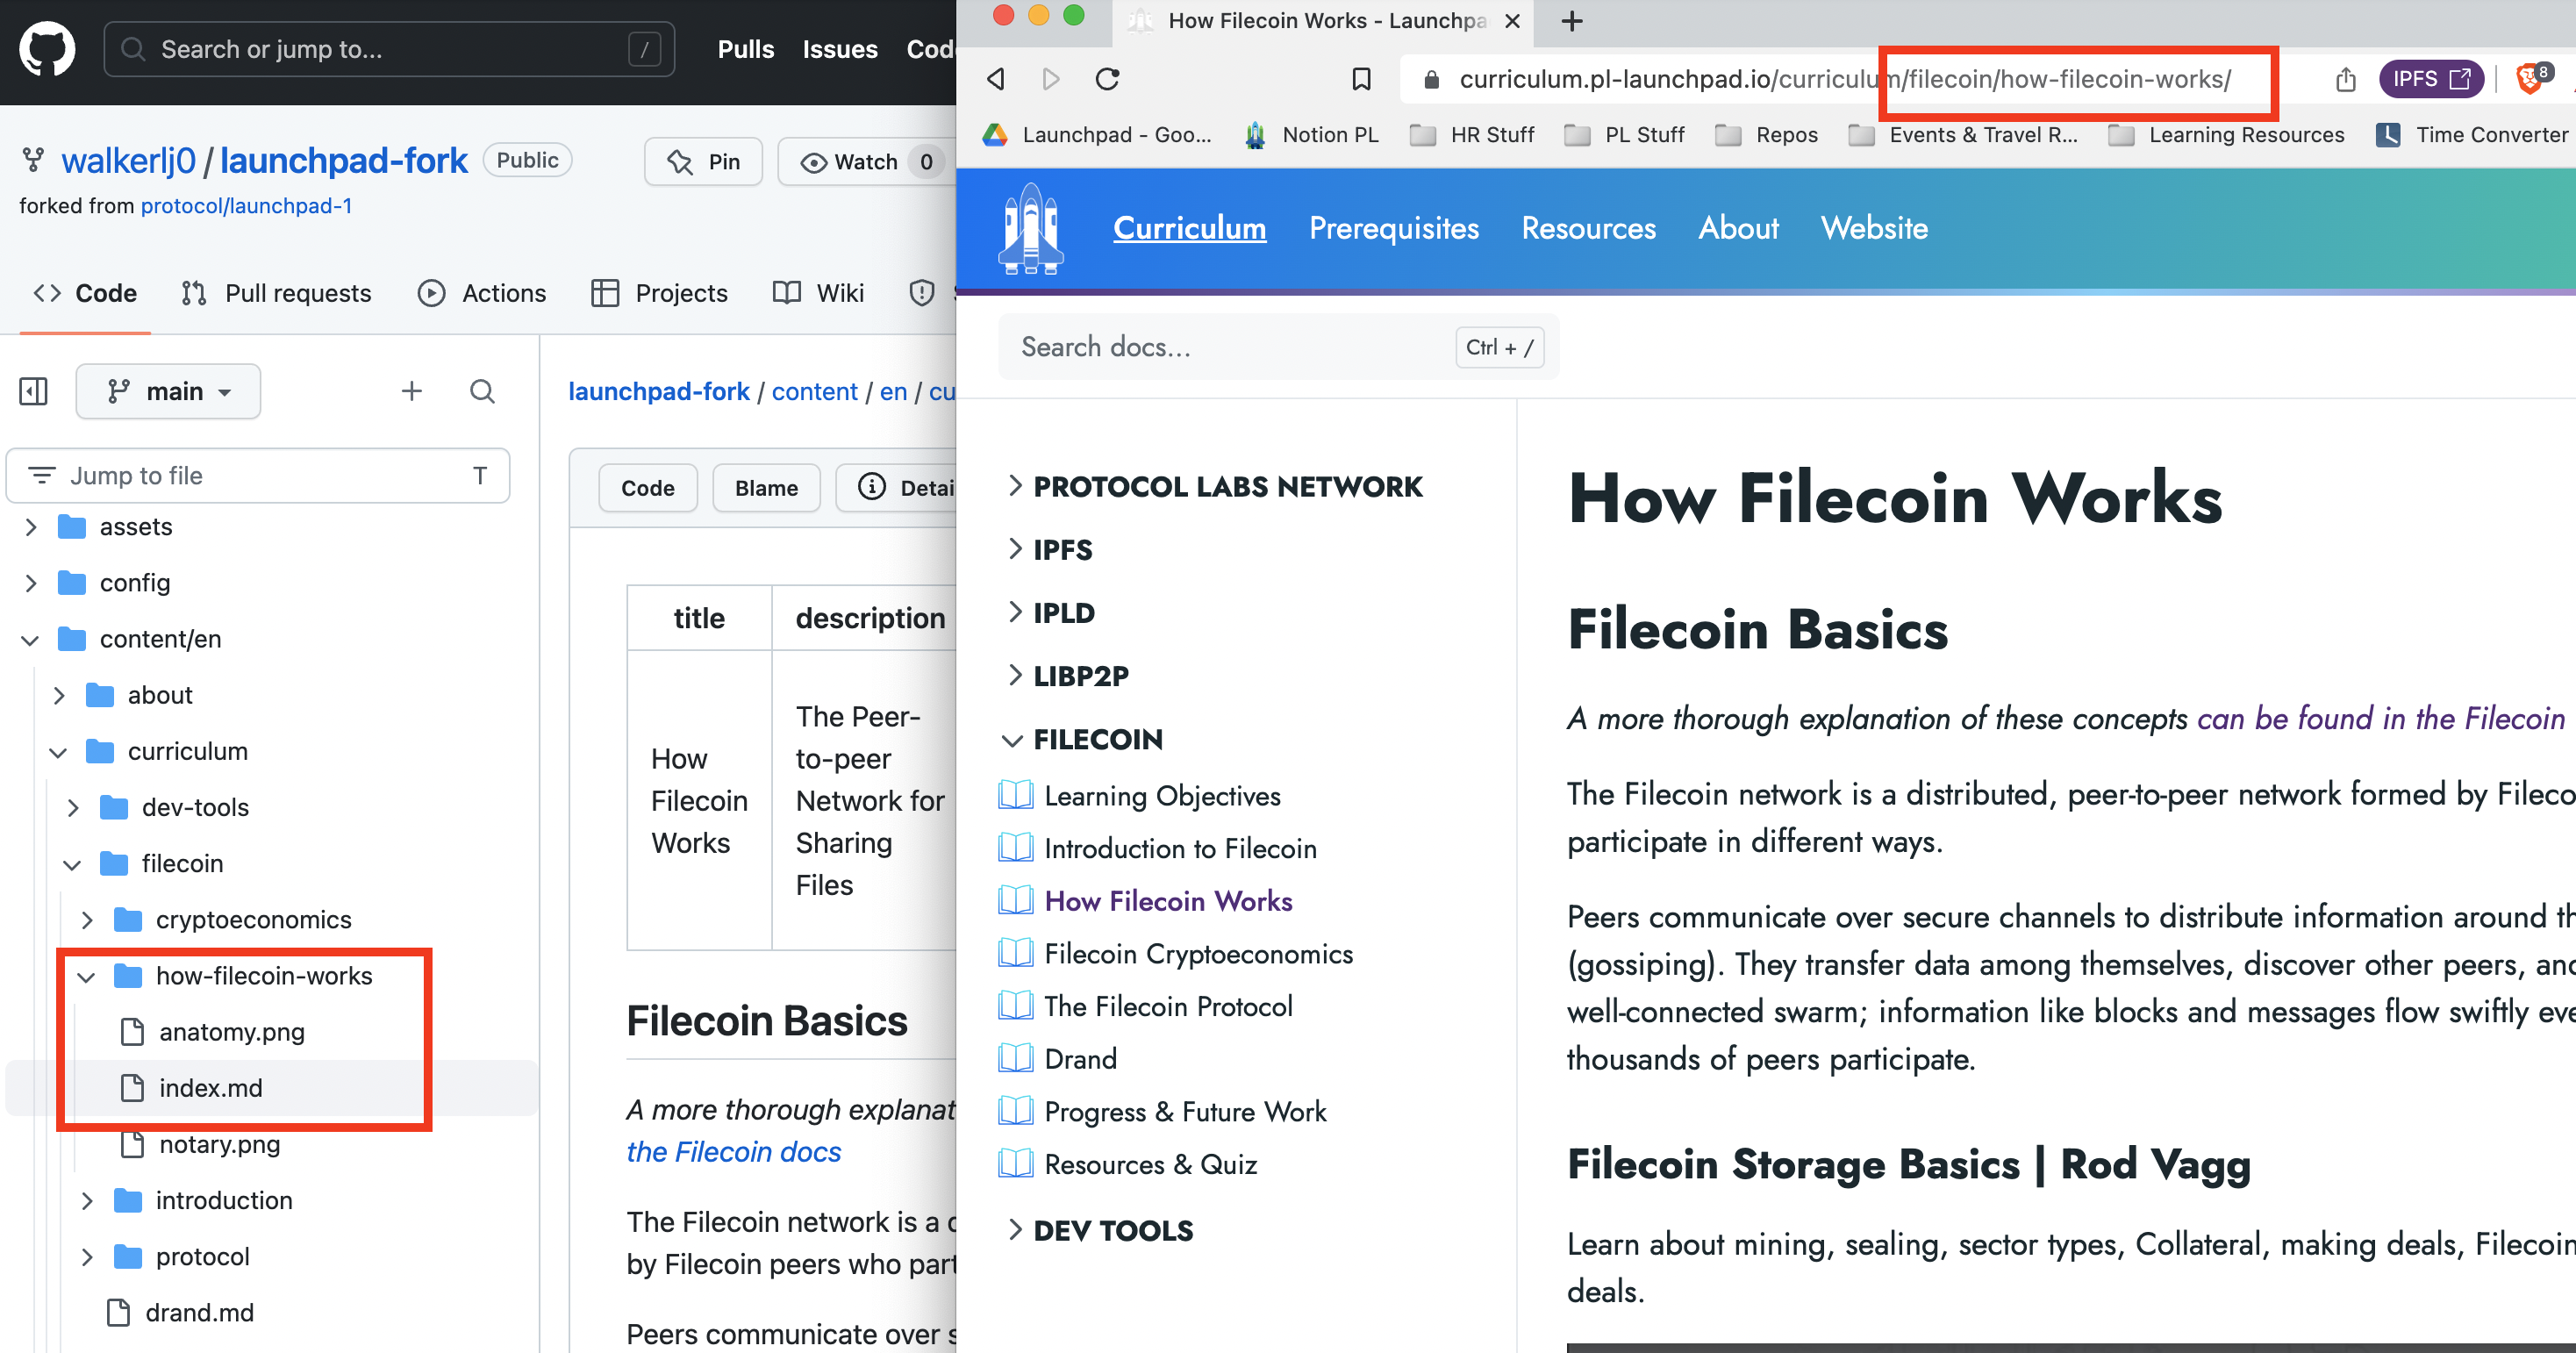 Search or jump to...
/
Pulls
Issues
walkerlj0 / launchpad-fork
Public
Pin
Watch 0
forked from protocol/launchpad-1
Code
Pull requests
Actions
Projects
Wiki
main
Jump to file
T
assets
config
content/en
about
curriculum
dev-tools
filecoin
cryptoeconomics
how-filecoin-works
anatomy.png
index.md
notary.png
introduction
protocol
drand.md
launchpad-fork / content / en /
Code
Blame
title
description
How
Filecoin
Works
The Peer-
to-peer
Network for
Sharing
Files
Filecoin Basics
A more thorough
the Filecoin docs
The Filecoin network is a
by Filecoin peers who
Peers communicate over
How Filecoin Works -
curriculum.pl-launchpad.io/curriculum/filecoin/how-filecoin-works/
IPFS
8
Launchpad - Goo...
Notion PL
HR Stuff
PL Stuff
Repos
Events & Travel R...
Learning Resources
Time Converter
Curriculum
Prerequisites
Resources
About
Website
Search docs...
Ctrl + /
PROTOCOL LABS NETWORK
IPFS
IPLD
LIBP2P
FILECOIN
Learning Objectives
Introduction to Filecoin
How Filecoin Works
Filecoin Cryptoeconomics
The Filecoin Protocol
Drand
Progress & Future Work
Resources & Quiz
DEV TOOLS
How Filecoin Works
Filecoin Basics
A more thorough explanation of these concepts can be found in the Filecoin
The Filecoin network is a distributed, peer-to-peer network formed by
participate in different ways.
Peers communicate over secure channels to distribute information around
(gossiping). They transfer data among themselves, discover other peers,
well-connected swarm; information like blocks and messages flow swiftly
thousands of peers participate.
Filecoin Storage Basics | Rod Vagg
Learn about mining, sealing, sector types, Collateral, making deals, Filecoin
deals.